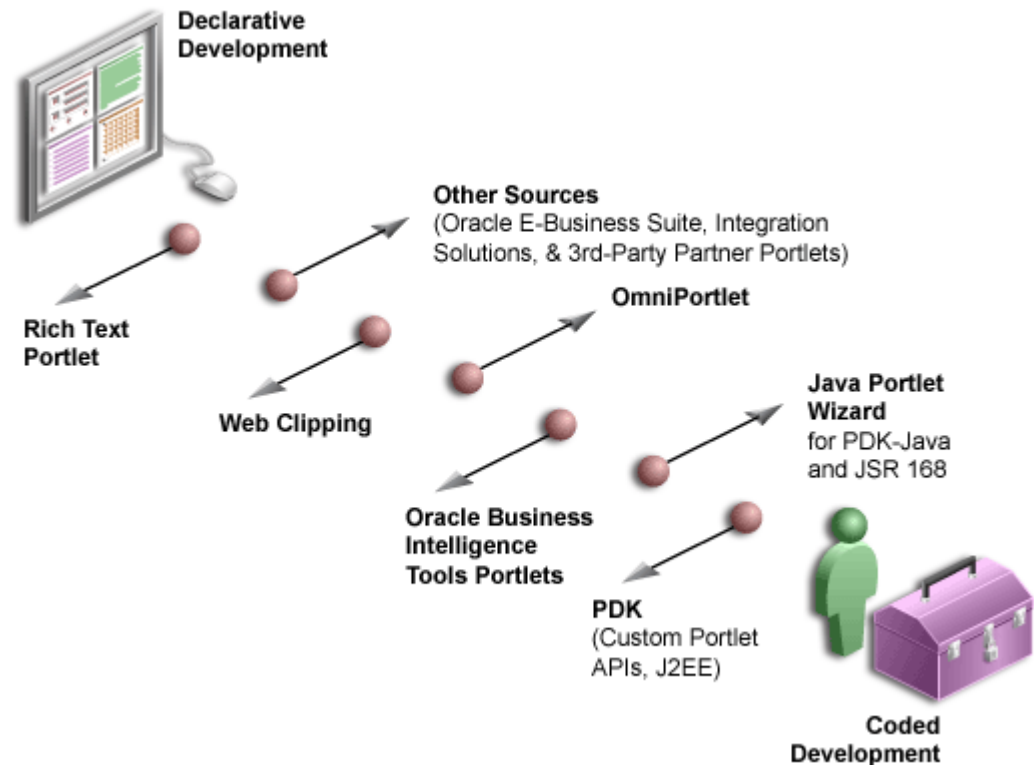 Declarative
Development
Other Sources
(Oracle E-Business Suite, Integration
Solutions, & 3rd-Party Partner Portlets)
OmniPortlet
Rich Text
Portlet
Web Clipping
Java Portlet
Wizard
for PDK-Java
and JSR 168
Oracle Business
Intelligence
Tools Portlets
PDK
(Custom Portlet
APIs, J2EE)
Coded
Development